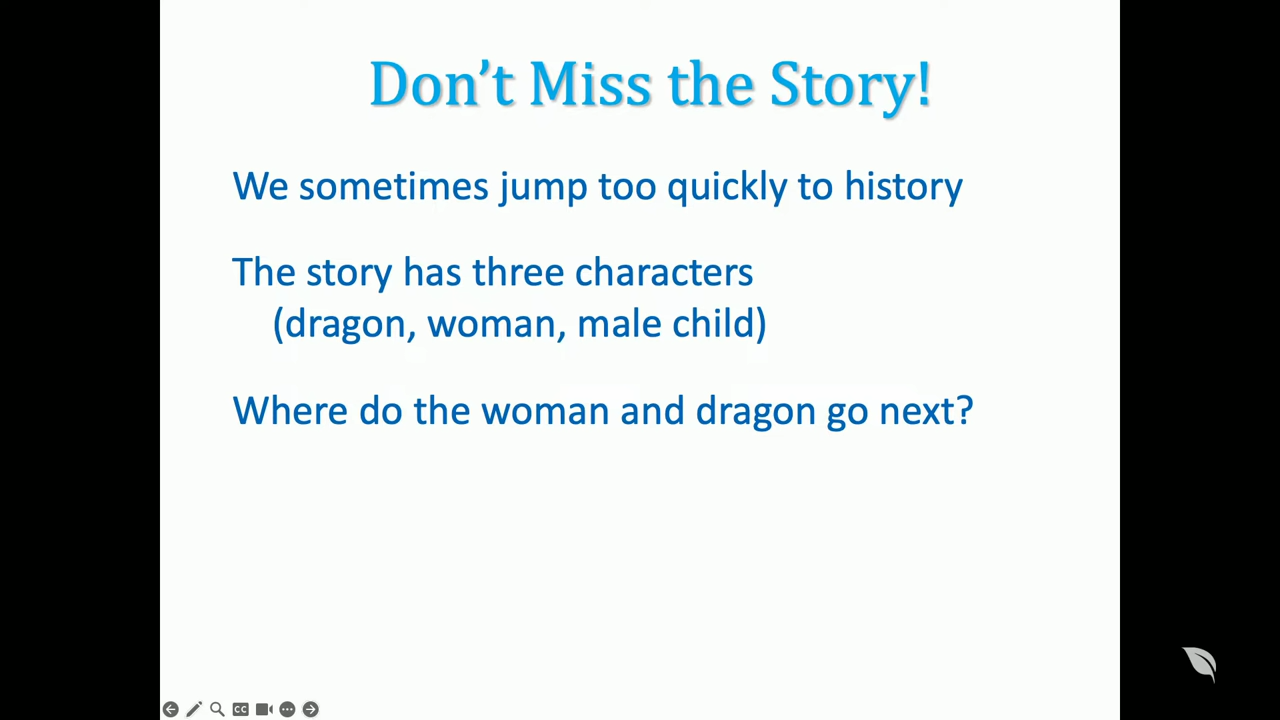 Don’t Miss the Story!
We sometimes jump too quickly to history
The story has three characters
(dragon, woman, male child)
Where do the woman and dragon go next?
CC